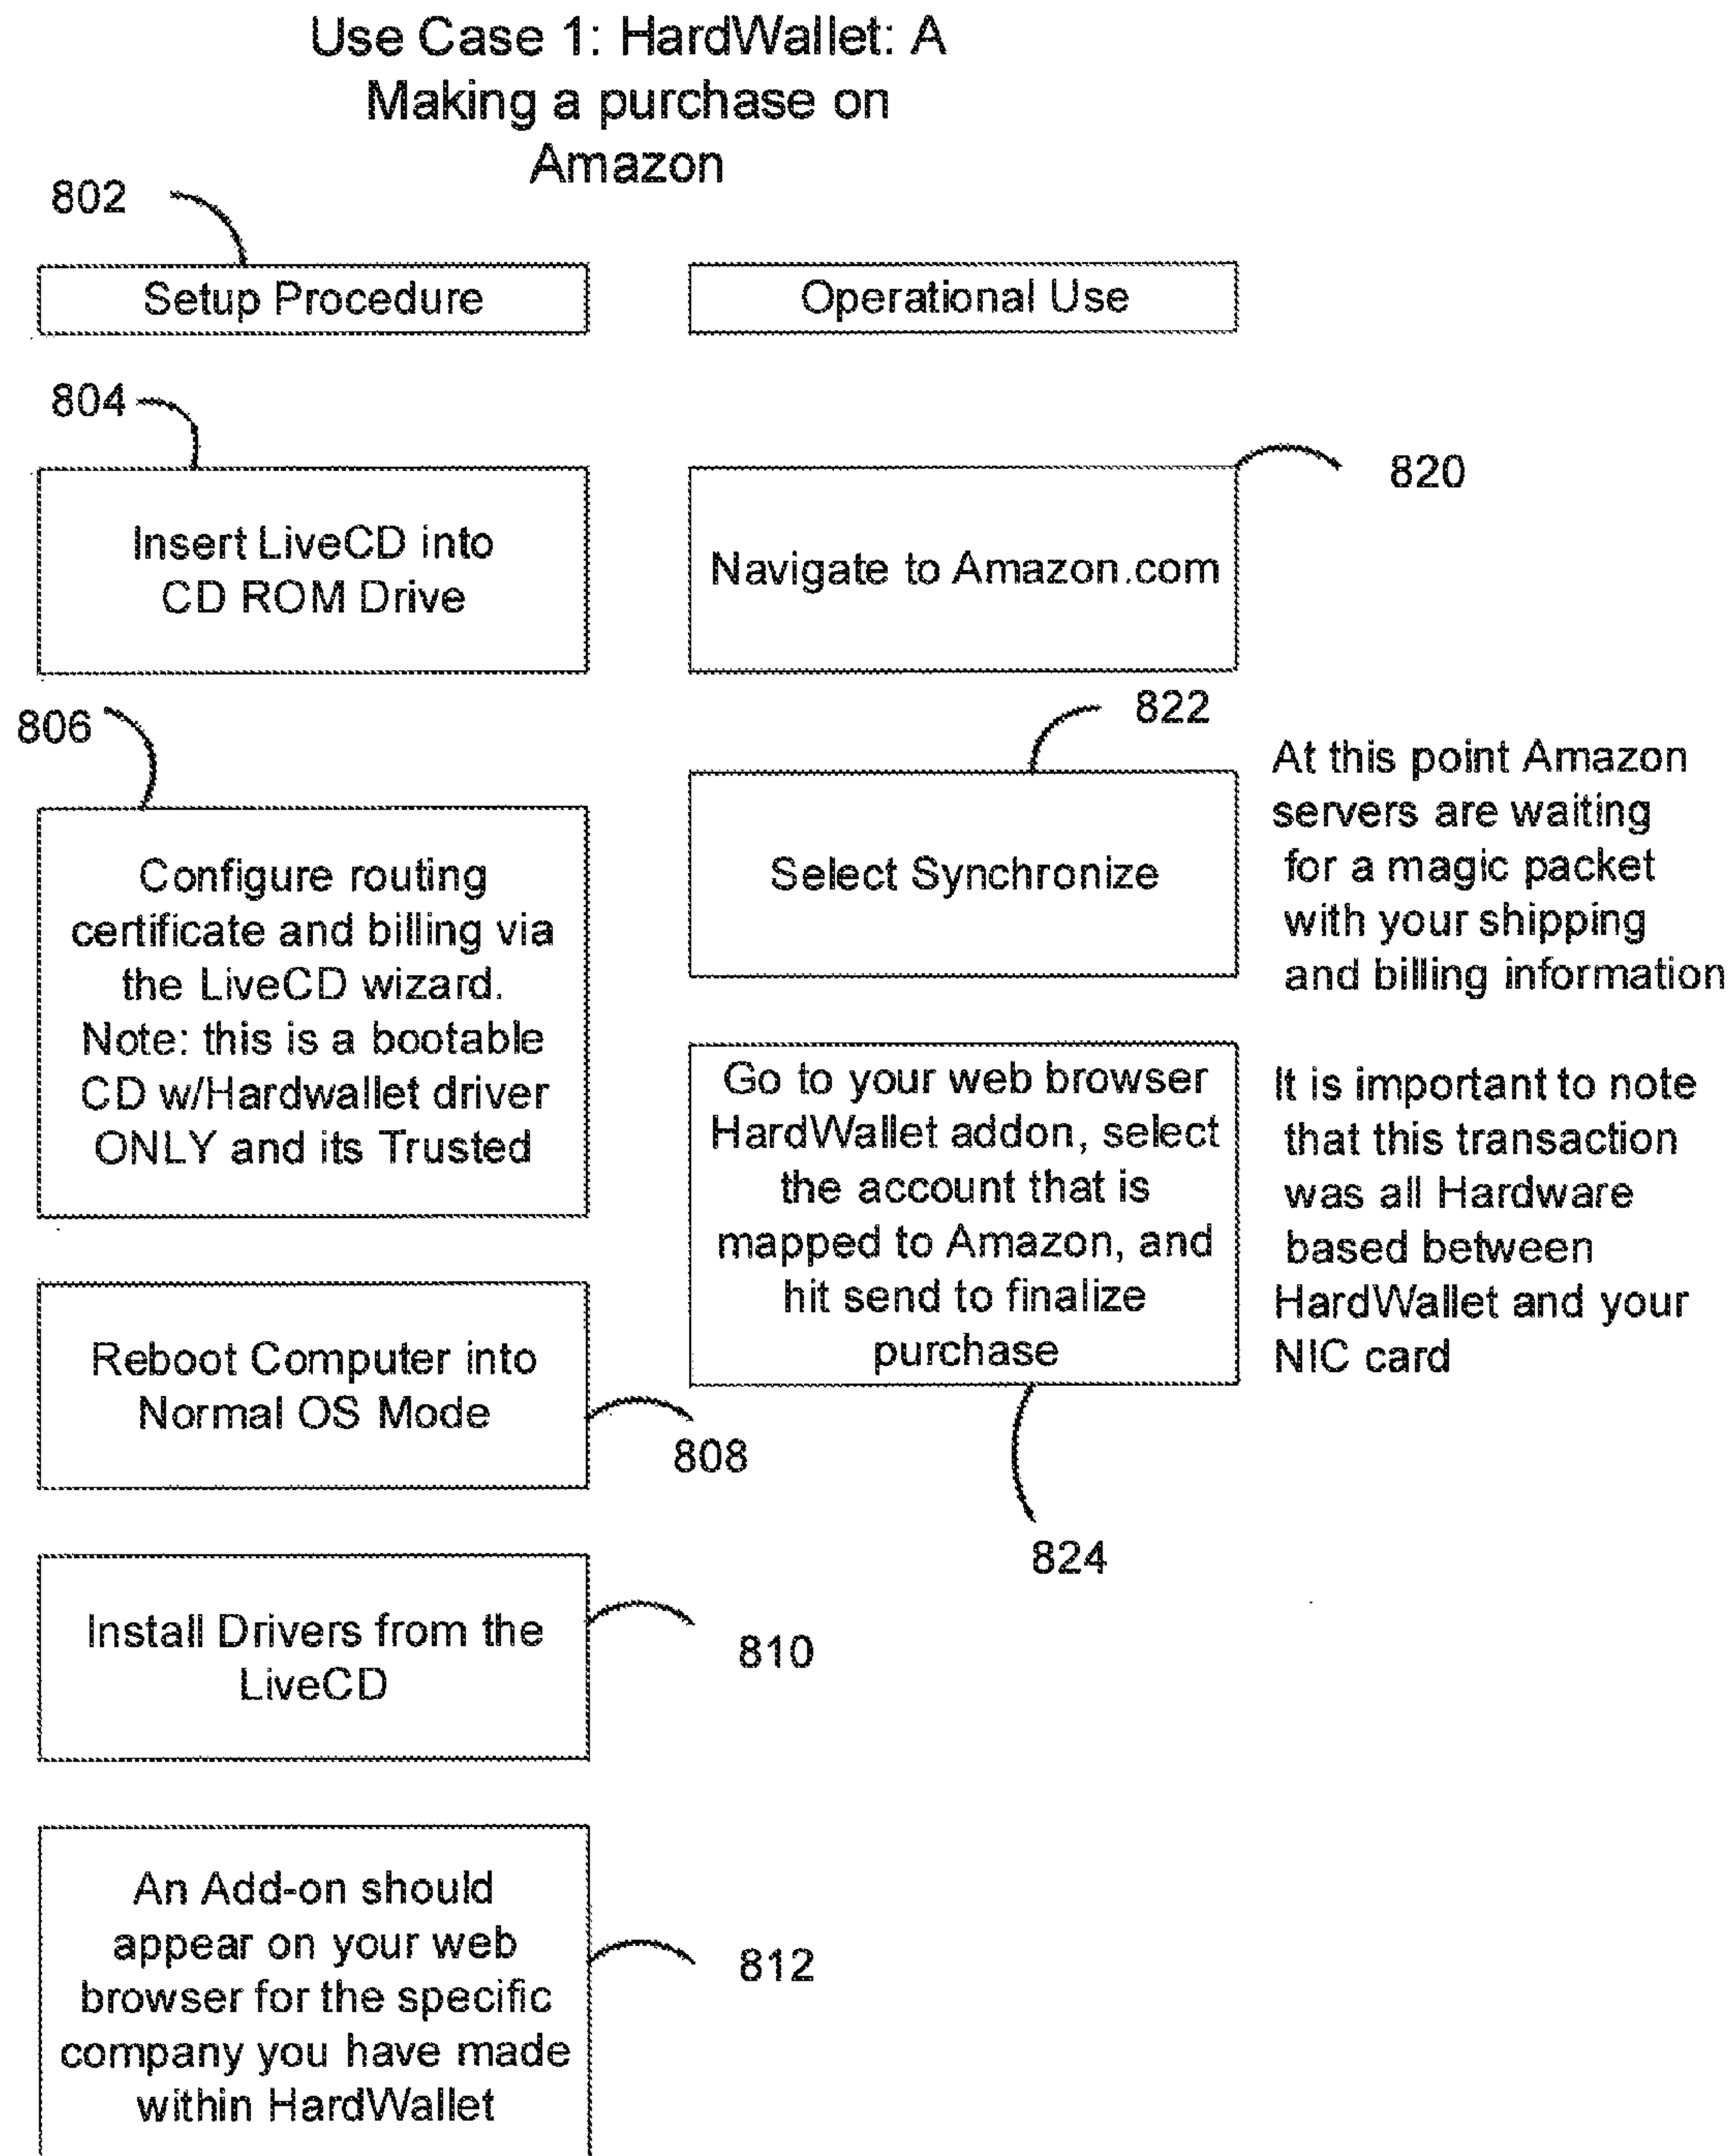 Use Case 1: HardWallet: A
Making a purchase on
Amazon
802
Setup Procedure
804
Insert LiveCD into
CD ROM Drive
806
Configure routing
certificate and billing via
the LiveCD wizard.
Note: this is a bootable
CD w/Hardwallet driver
ONLY and its Trusted
Reboot Computer into
Normal OS Mode
808
Install Drivers from the
LiveCD
810
An Add-on should
appear on your web
browser for the specific
company you have made
within HardWallet
812
Operational Use
820
Navigate to Amazon.com
822
Select Synchronize
At this point Amazon
servers are waiting
for a magic packet
with your shipping
and billing information
Go to your web browser
HardWallet addon, select
the account that is
mapped to Amazon, and
hit send to finalize
purchase
824
It is important to note
that this transaction
was all Hardware
based between
HardWallet and your
NIC card